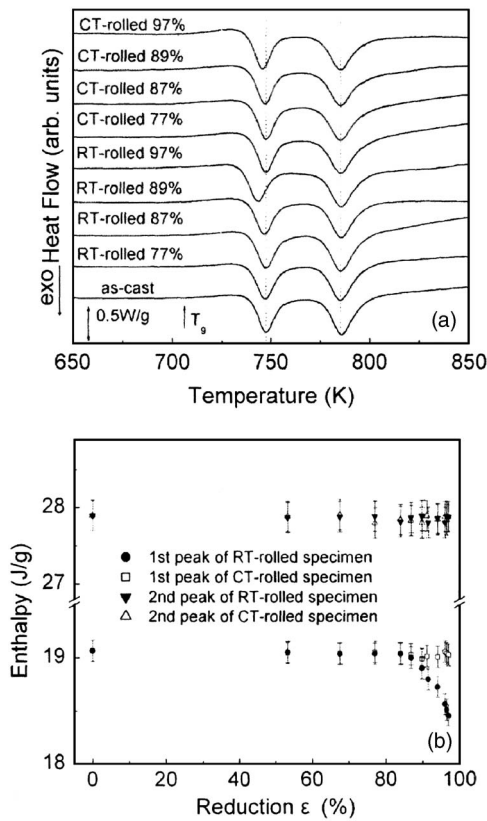 CT-rolled 97%
CT-rolled 89%
CT-rolled 87%
CT-rolled 77%
RT-rolled 97%
RT-rolled 89%
RT-rolled 87%
RT-rolled 77%
as-cast
0.5W/g
Tg
(a)
exo
Heat Flow (arb. units)
650 700 750 800 850
Temperature (K)
28
27
19
18
Enthalpy (J/g)
1st peak of RT-rolled specimen
1st peak of CT-rolled specimen
2nd peak of RT-rolled specimen
2nd peak of CT-rolled specimen
(b)
0 20 40 60 80 100
Reduction ε (%)